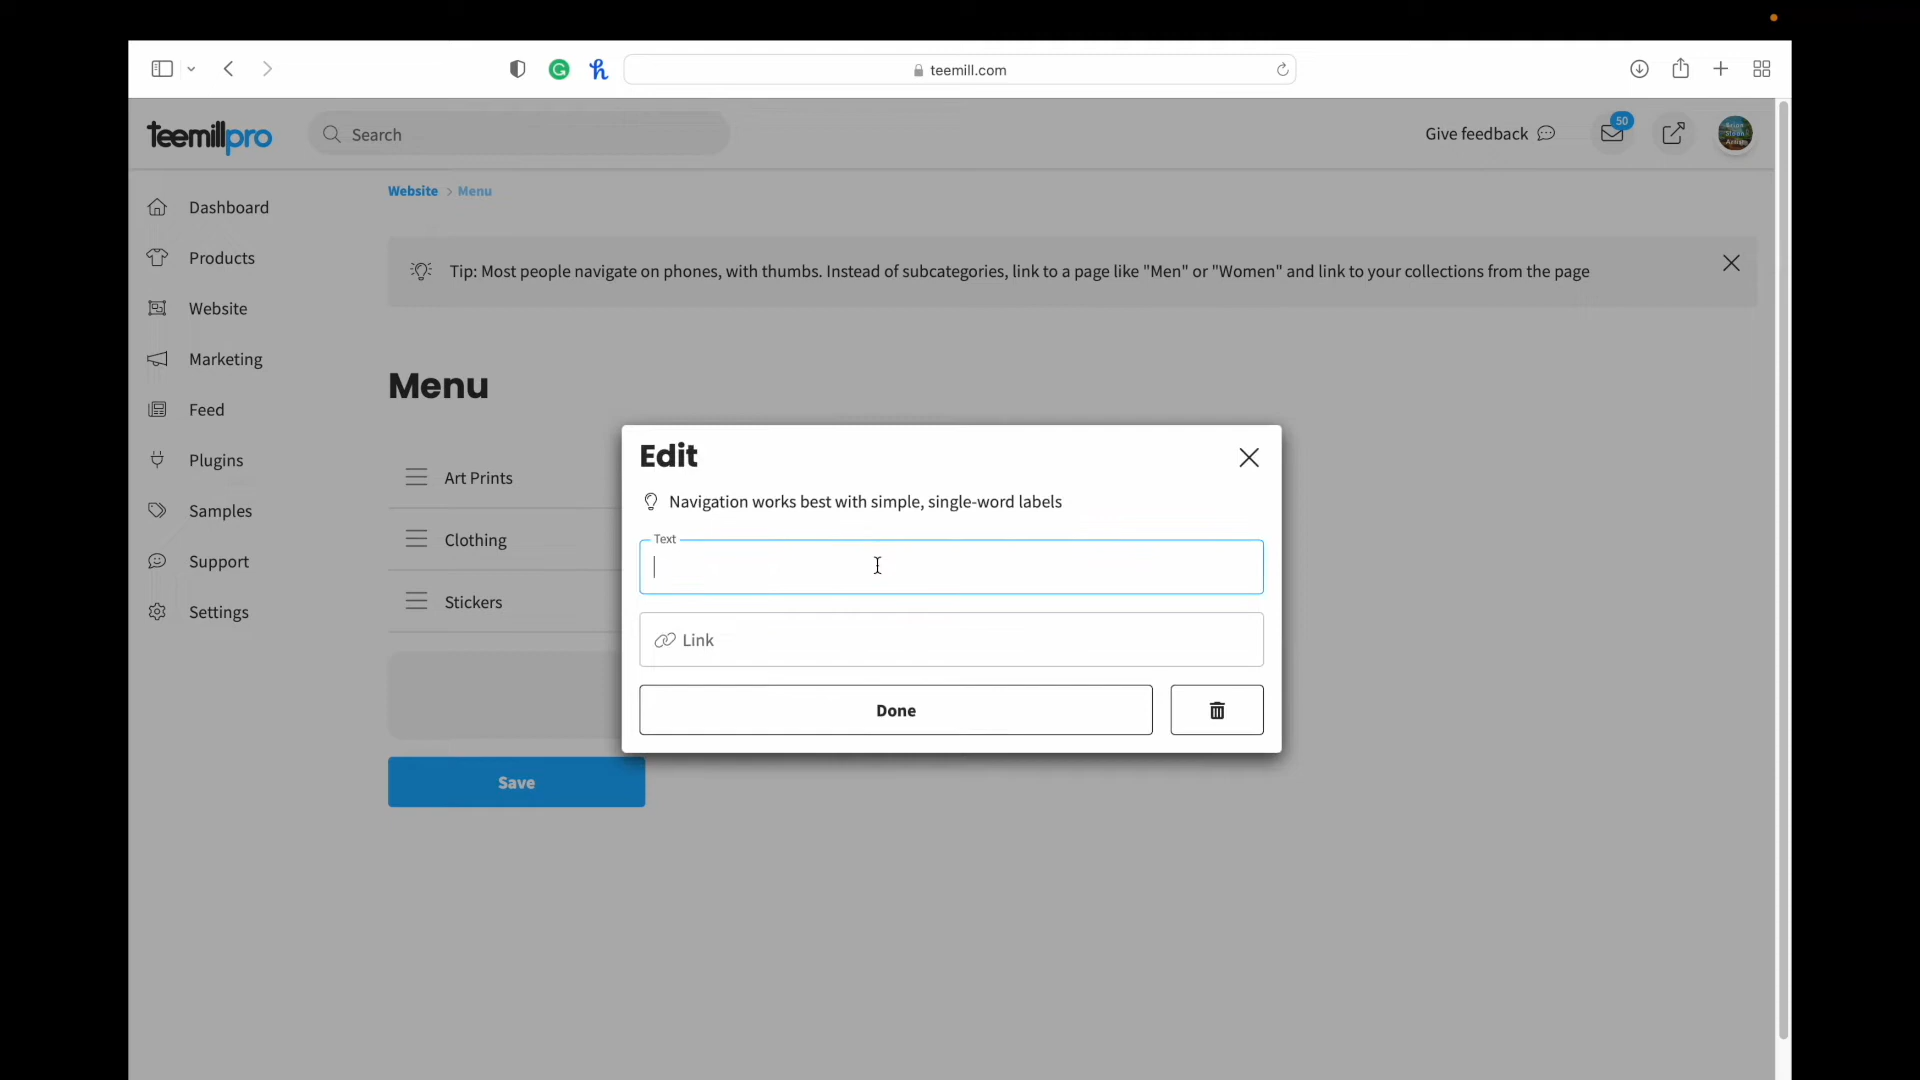 teemill.com
teemillpro
Search
Give feedback
50
Website > Menu
Dashboard
Products
Website
Marketing
Feed
Plugins
Samples
Support
Settings
Tip: Most people navigate on phones, with thumbs. Instead of subcategories, link to a page like "Men" or "Women" and link to your collections from the page
Menu
Art Prints
Clothing
Stickers
Save
Edit
Navigation works best with simple, single-word labels
Text
Link
Done